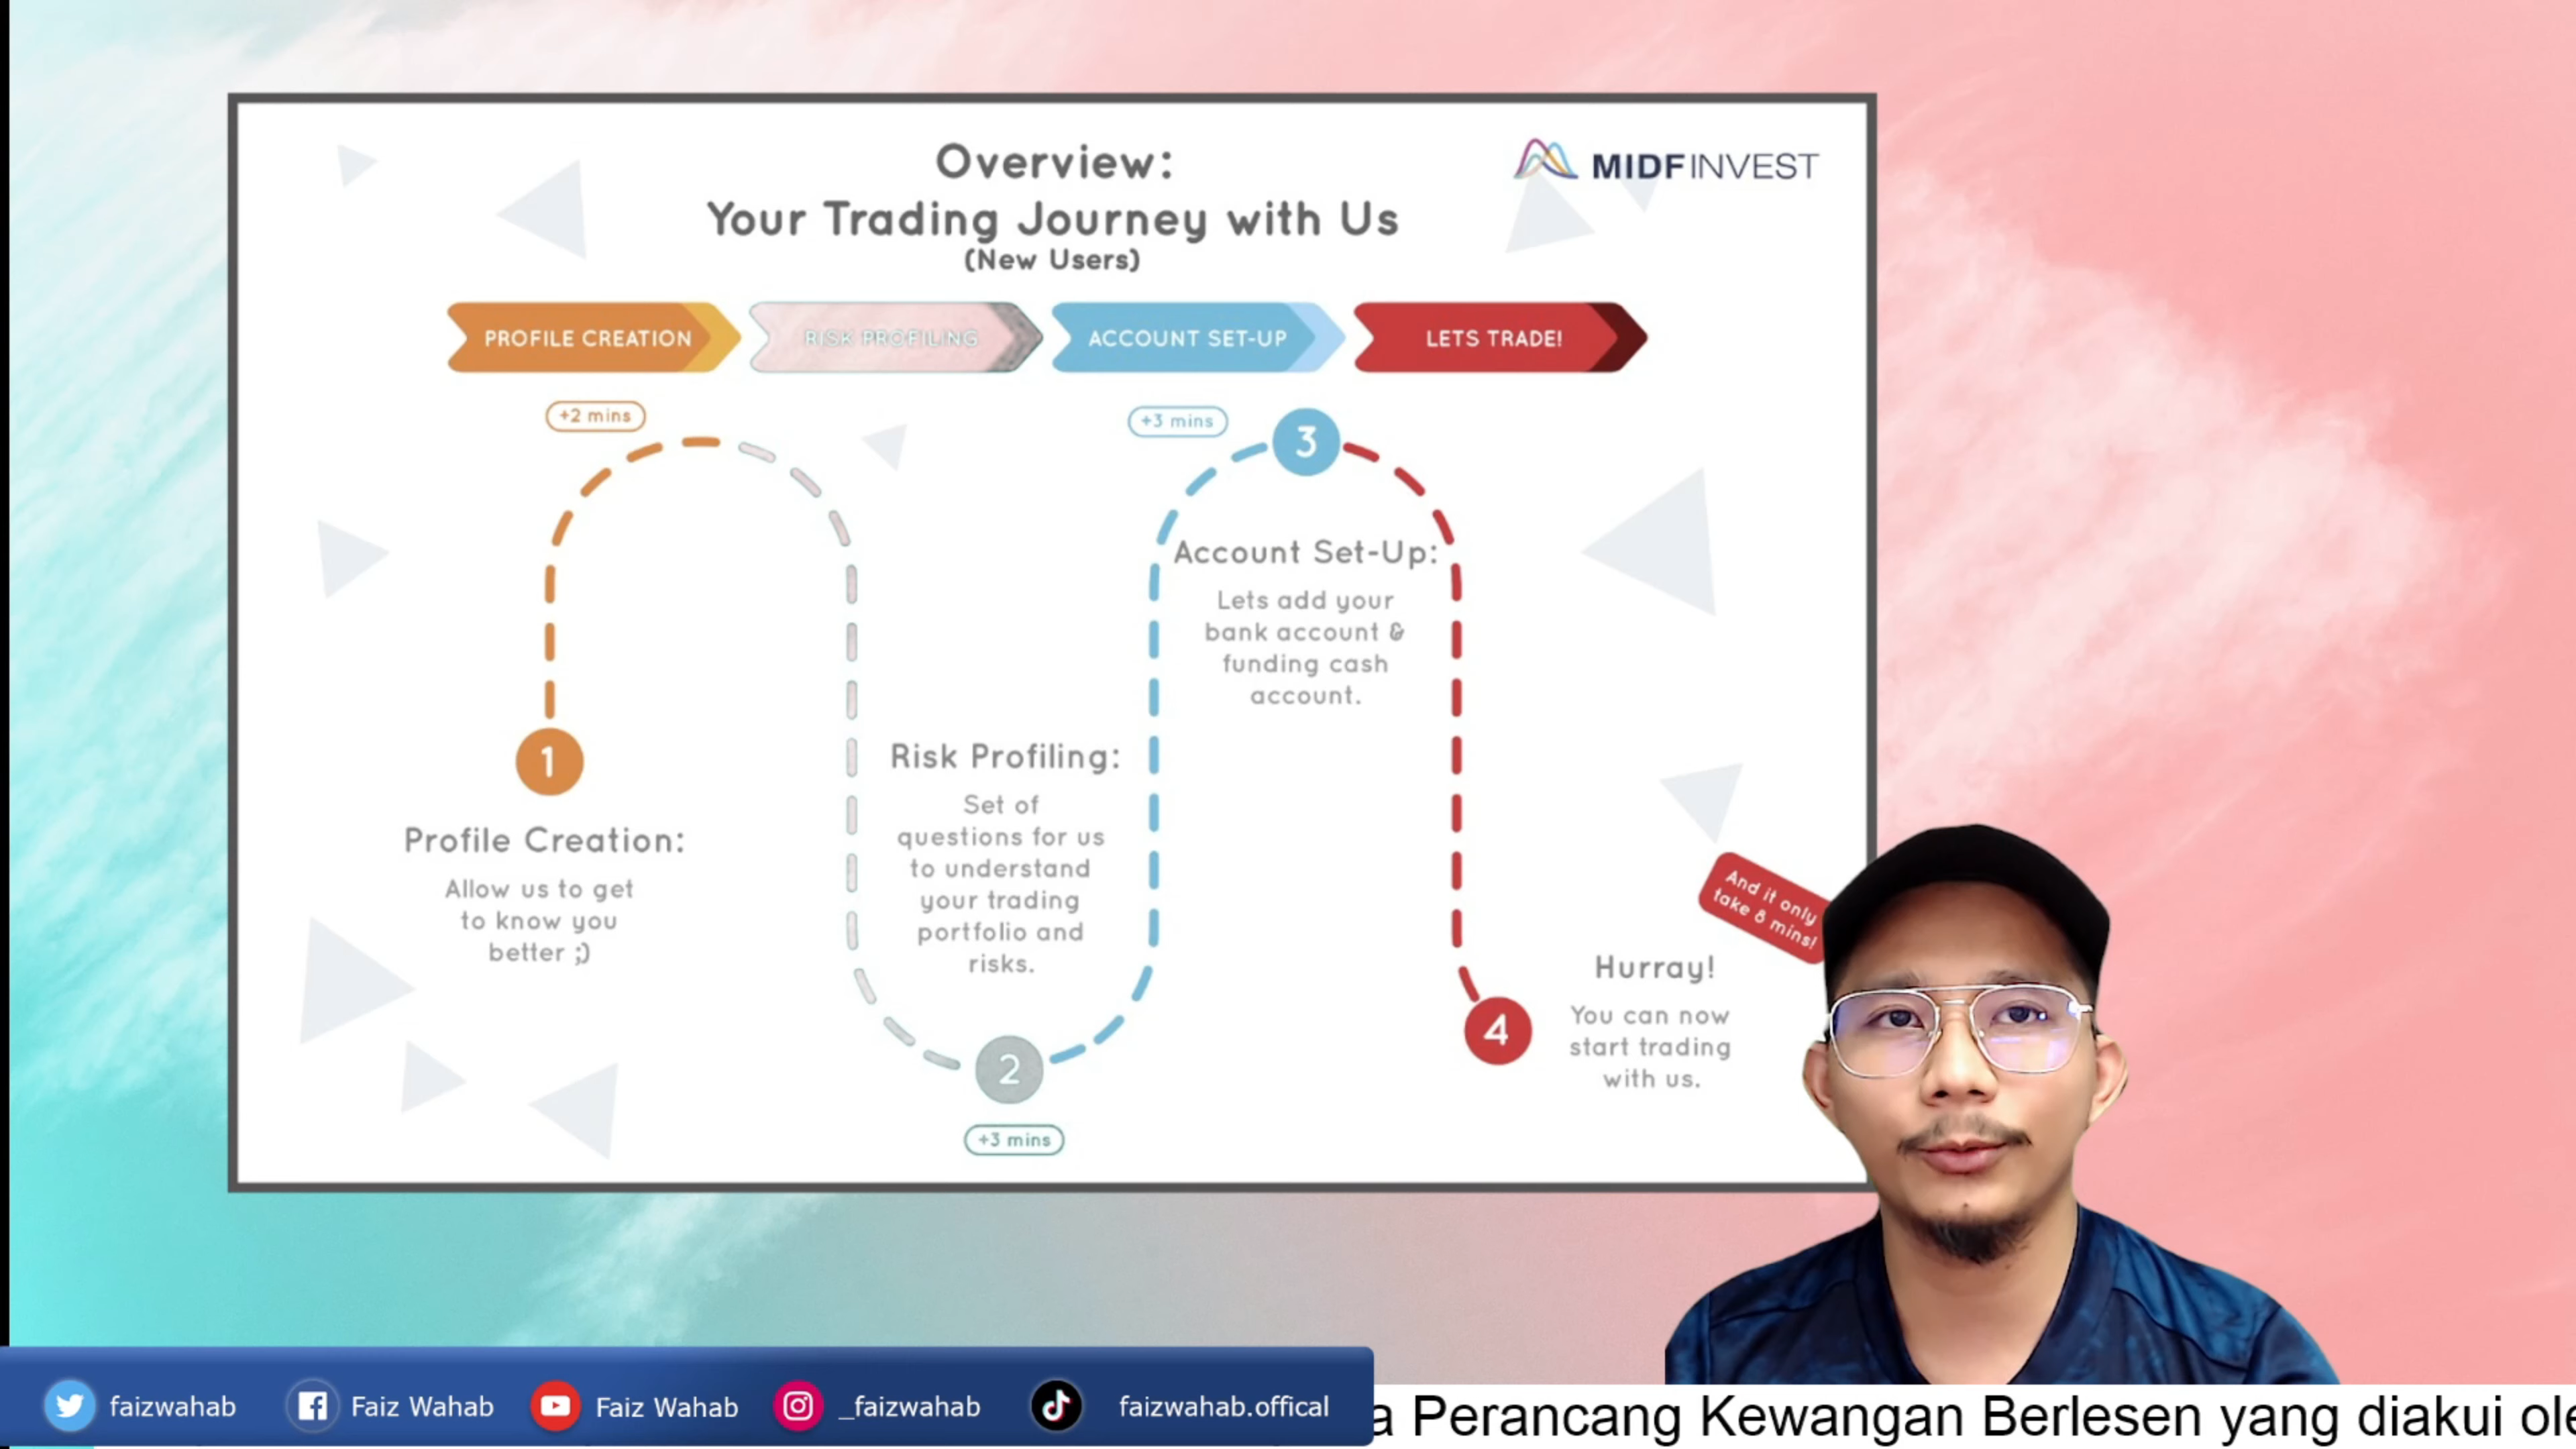 Overview:
Your Trading Journey with Us
(New Users)
MIDFINVEST
PROFILE CREATION
RISK PROFILING
ACCOUNT SET-UP
LETS TRADE!
+2 mins
1
Profile Creation:
Allow us to get
to know you
better ;)
Risk Profiling:
Set of
questions for us
to understand
your trading
portfolio and
risks.
2
+3 mins
+3 mins
3
Account Set-Up:
Lets add your
bank account &
funding cash
account.
And it only
take 8 mins!
4
Hurray!
You can now
start trading
with us.
faizwahab
Faiz Wahab
Faiz Wahab
_faizwahab
faizwahab.offical
a Perancang Kewangan Berlesen yang diakui ole